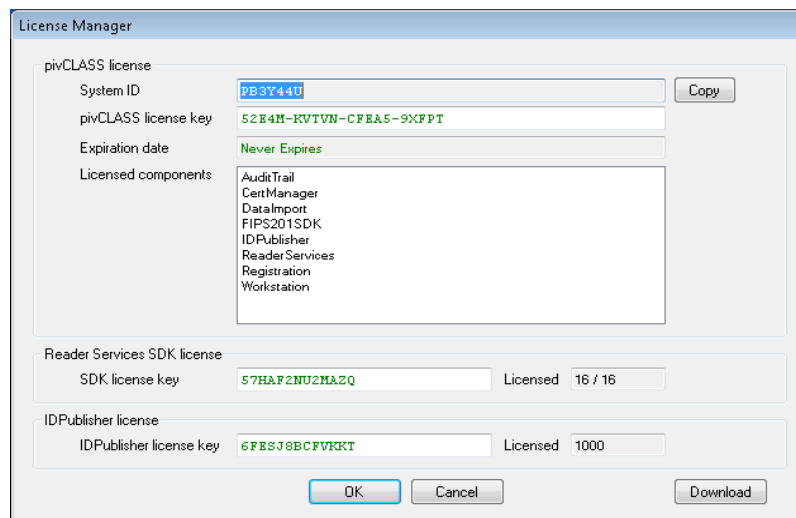 License Manager
pivCLASS license
System ID PB3Y44U Copy
pivCLASS license key 52E4M-KVTVN-CFEA5-9XFPT
Expiration date Never Expires
Licensed components AuditTrail
CertManager
DataImport
FIPS201SDK
IDPublisher
ReaderServices
Registration
Workstation
Reader Services SDK license
SDK license key 57HAF2NU2MAZQ Licensed 16 / 16
IDPublisher license
IDPublisher license key 6FESJ8BCFVKKT Licensed 1000
OK Cancel Download